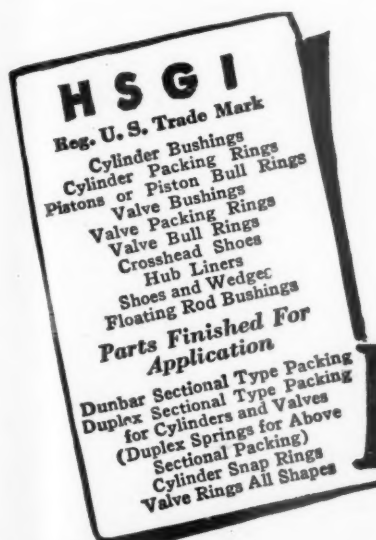 HSGI
Reg. U. S. Trade Mark
Cylinder Bushings
Cylinder Packing Rings
Pistons or Piston Bull Rings
Valve Bushings
Valve Packing Rings
Valve Bull Rings
Crosshead Shoes
Hub Liners
Shoes and Wedges
Floating Rod Bushings
Parts Finished For
Application
Dunbar Sectional Type Packing
Duplex Sectional Type Packing
for Cylinders and Valves
(Duplex Springs for Above
Sectional Packing)
Cylinder Snap Rings
Valve Rings All Shapes